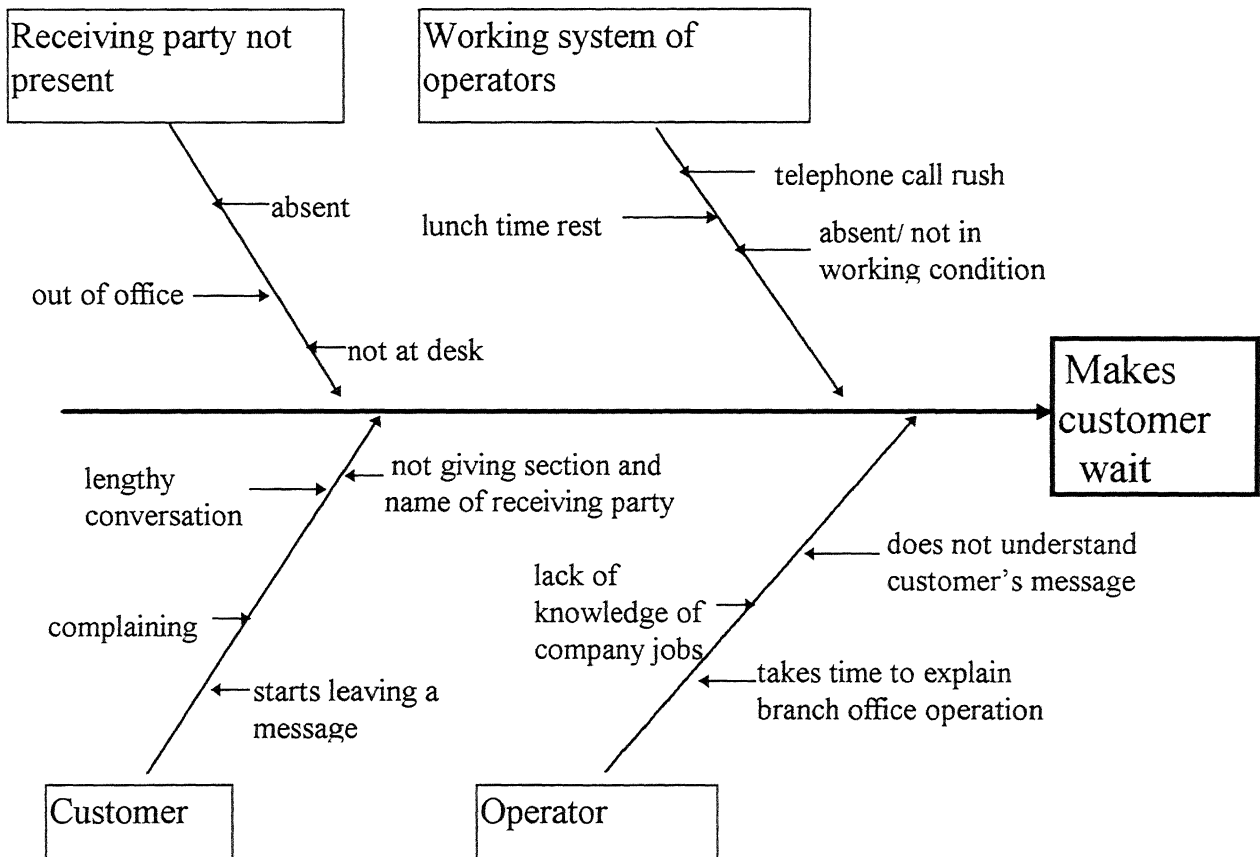 Receiving party not
present
Working system of
operators
telephone call rush
absent
lunch time rest
absent/ not in
working condition
out of office
not at desk
Makes
customer
wait
lengthy
conversation
not giving section and
name of receiving party
does not understand
customer's message
lack of
knowledge of
company jobs
complaining
starts leaving a
message
takes time to explain
branch office operation
Customer
Operator